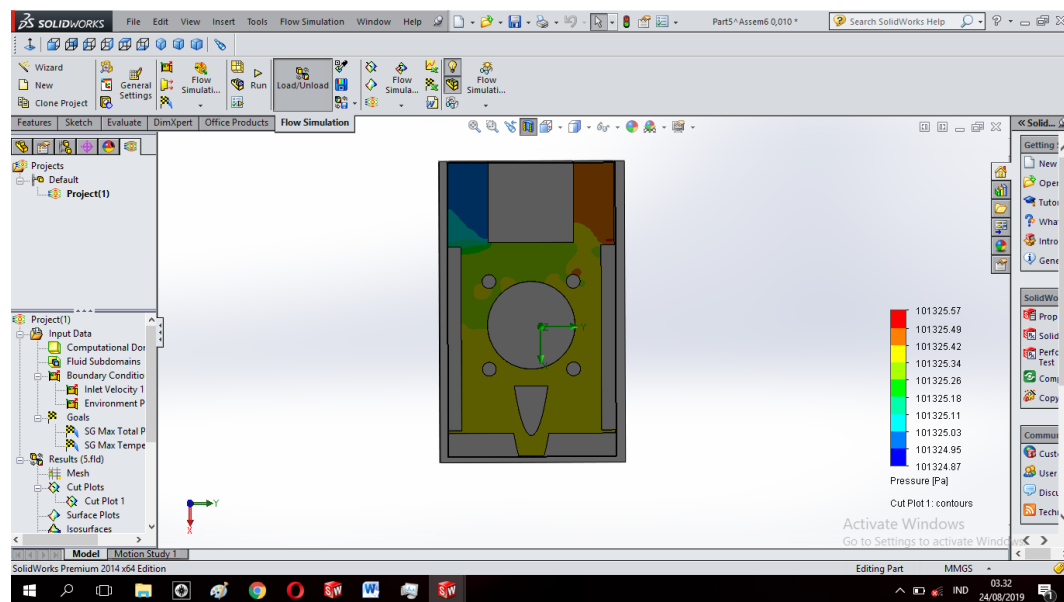 SOLIDWORKS File Edit View Insert Tools Flow Simulation Window Help Part5^Assem6 0,010 * Search SolidWorks Help
Wizard
New
Clone Project
General Settings
Flow Simulati...
Run
Load/Unload
Flow Simula...
Flow Simulati...
Features Sketch Evaluate DimXpert Office Products Flow Simulation
Projects
Default
Project(1)
Project(1)
Input Data
Computational Dor
Fluid Subdomains
Boundary Conditio
Inlet Velocity 1
Environment P
Goals
SG Max Total P
SG Max Tempe
Results (5.fld)
Mesh
Cut Plots
Cut Plot 1
Surface Plots
Isosurfaces
Y
X
Y
101325.57
101325.49
101325.42
101325.34
101325.26
101325.18
101325.11
101325.03
101324.95
101324.87
Pressure [Pa]
Cut Plot 1: contours
Activate Windows
Go to Settings to activate Windows
Solid...
Getting
New
Oper
Tutor
What
Intro
Gene
SolidWo
Prop
Solid
Perfc
Test
Comp
Copy
Commu
Cust
User
Discu
Techn
Model Motion Study 1
SolidWorks Premium 2014 x64 Edition Editing Part MMGS
IND 03.32
24/08/2019